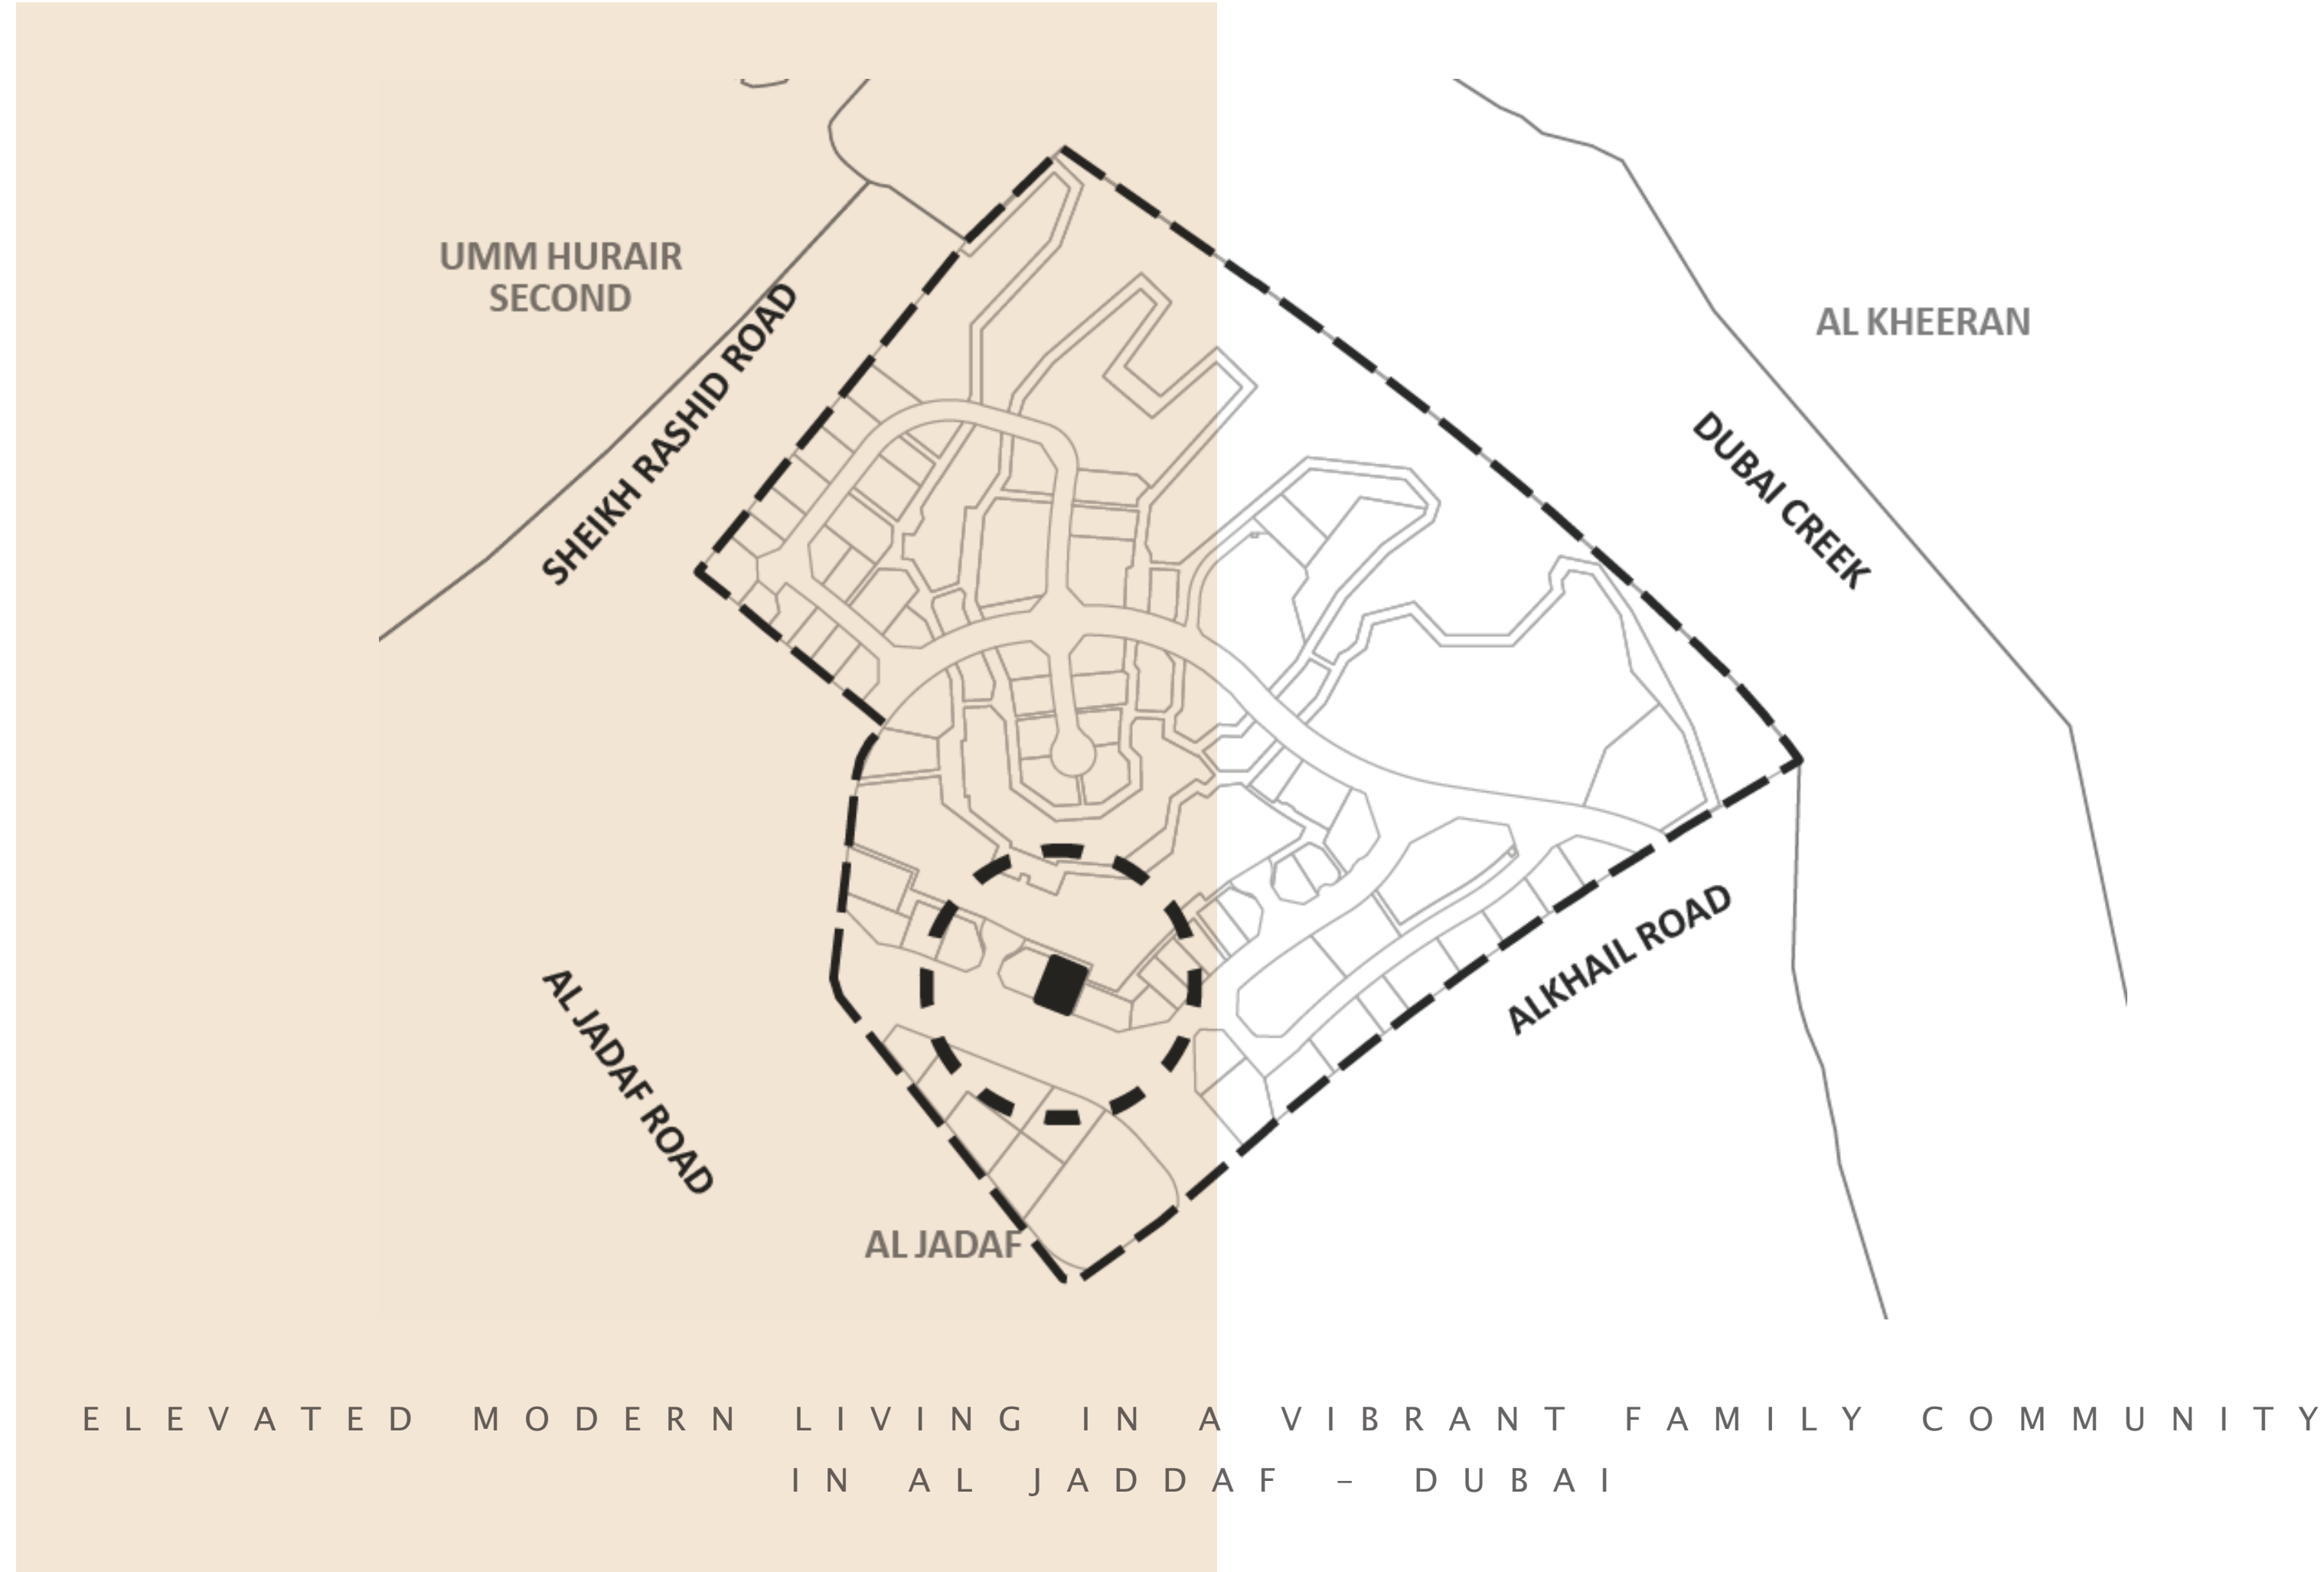 UMM HURAIR
SECOND
SHEIKH RASHID ROAD
AL KHEERAN
DUBAI CREEK
ALKHAIL ROAD
AL JADAF ROAD
AL JADAF
ELEVATED MODERN LIVING IN A VIBRANT FAMILY COMMUNITY
IN AL JADDAF – DUBAI